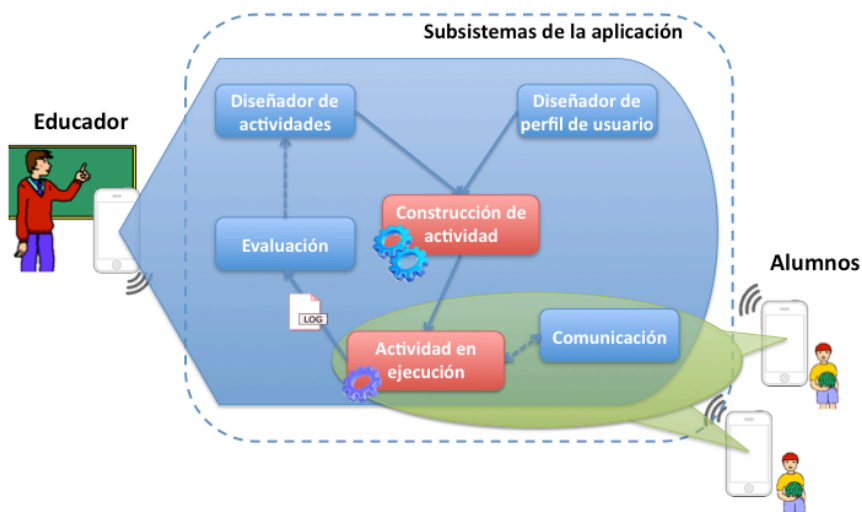 Subsistemas de la aplicación
Educador
Diseñador de
actividades
Diseñador de
perfil de usuario
Construcción de
actividad
Evaluación
LOG
Alumnos
Actividad en
ejecución
Comunicación